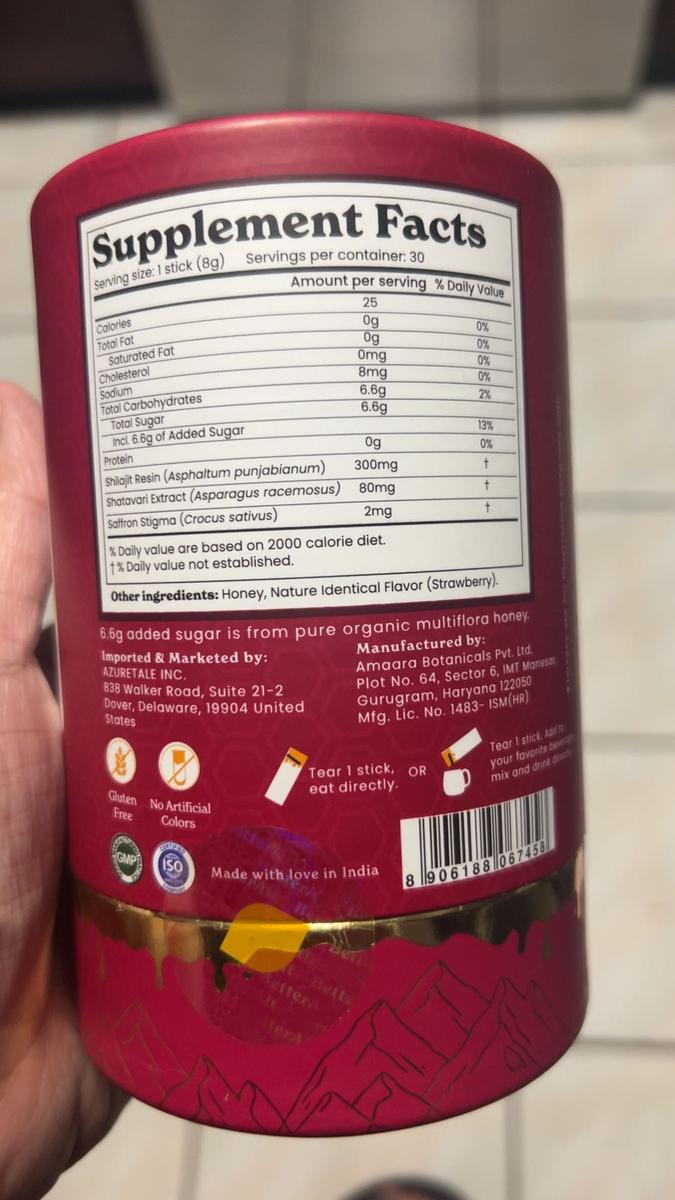 Supplement Facts
Serving size: 1 stick (8g) Servings per container: 30
Amount per serving % Daily Value
Calories 25
Total Fat 0g 0%
Saturated Fat 0g 0%
Cholesterol 0mg 0%
Sodium 8mg 0%
Total Carbohydrates 6.6g 2%
Total Sugar 6.6g
Incl. 6.6g of Added Sugar 13%
Protein 0g 0%
Shilajit Resin (Asphaltum punjabianum) 300mg †
Shatavari Extract (Asparagus racemosus) 80mg †
Saffron Stigma (Crocus sativus) 2mg †
% Daily value are based on 2000 calorie diet.
†% Daily value not established.
Other ingredients: Honey, Nature Identical Flavor (Strawberry).
6.6g added sugar is from pure organic multiflora honey.
Imported & Marketed by:
AZURETALE INC.
838 Walker Road, Suite 21-2
Dover, Delaware, 19904 United
States
Manufactured by:
Amaara Botanicals Pvt. Ltd.
Plot No. 64, Sector 6, IMT Manesar,
Gurugram, Haryana 122050
Mfg. Lic. No. 1483- ISM(HR)
Gluten
Free
No Artificial
Colors
Tear 1 stick,
eat directly.
OR
Tear 1 stick, Add to
your favorite beverage
mix and drink directly.
GMP
CERTIFIED
ISO
COMPANY
Made with love in India
8 906188 067458